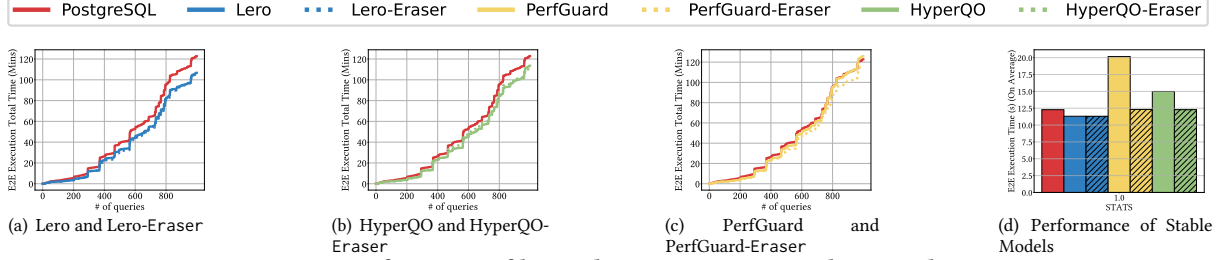 PostgreSQL Lero Lero-Eraser PerfGuard PerfGuard-Eraser HyperQO HyperQO-Eraser
E2E Execution Total Time (Mins)
120
100
80
60
40
20
0
0 200 400 600 800
# of queries
(a) Lero and Lero-Eraser
E2E Execution Total Time (Mins)
120
100
80
60
40
20
0
0 200 400 600 800
# of queries
(b) HyperQO and HyperQO-
Eraser
E2E Execution Total Time (Mins)
120
100
80
60
40
20
0
0 200 400 600 800
# of queries
(c) PerfGuard and
PerfGuard-Eraser
E2E Execution Time (s) (On Average)
20.0
17.5
15.0
12.5
10.0
7.5
5.0
2.5
0.0
1.0
STATS
(d) Performance of Stable
Models